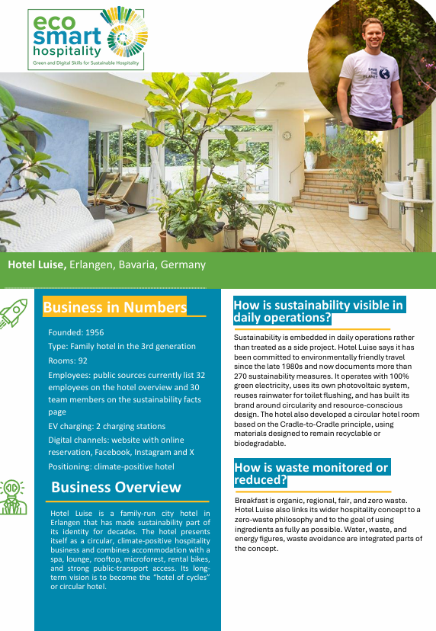 eco
smart
hospitality
Green and Digital Skills for Sustainable Hospitality
SAVE
THE
PLANET
Hotel Luise, Erlangen, Bavaria, Germany
Business in Numbers
Founded: 1956
Type: Family hotel in the 3rd generation
Rooms: 92
Employees: public sources currently list 32
employees on the hotel overview and 30
team members on the sustainability facts
page
EV charging: 2 charging stations
Digital channels: website with online
reservation, Facebook, Instagram and X
Positioning: climate-positive hotel
Business Overview
Hotel Luise is a family-run city hotel in
Erlangen that has made sustainability part of
its identity for decades. The hotel presents
itself as a circular, climate-positive hospitality
business and combines accommodation with a
spa, lounge, rooftop, microforest, rental bikes,
and strong public-transport access. Its long-
term vision is to become the "hotel of cycles"
or circular hotel.
How is sustainability visible in
daily operations?
Sustainability is embedded in daily operations rather
than treated as a side project. Hotel Luise says it has
been committed to environmentally friendly travel
since the late 1980s and now documents more than
270 sustainability measures. It operates with 100%
green electricity, uses its own photovoltaic system,
reuses rainwater for toilet flushing, and has built its
brand around circularity and resource-conscious
design. The hotel also developed a circular hotel room
based on the Cradle-to-Cradle principle, using
materials designed to remain recyclable or
biodegradable.
How is waste monitored or
reduced?
Breakfast is organic, regional, fair, and zero waste.
Hotel Luise also links its wider hospitality concept to a
zero-waste philosophy and to the goal of using
ingredients as fully as possible. Water, waste, and
energy figures, waste avoidance are integrated parts of
the concept.